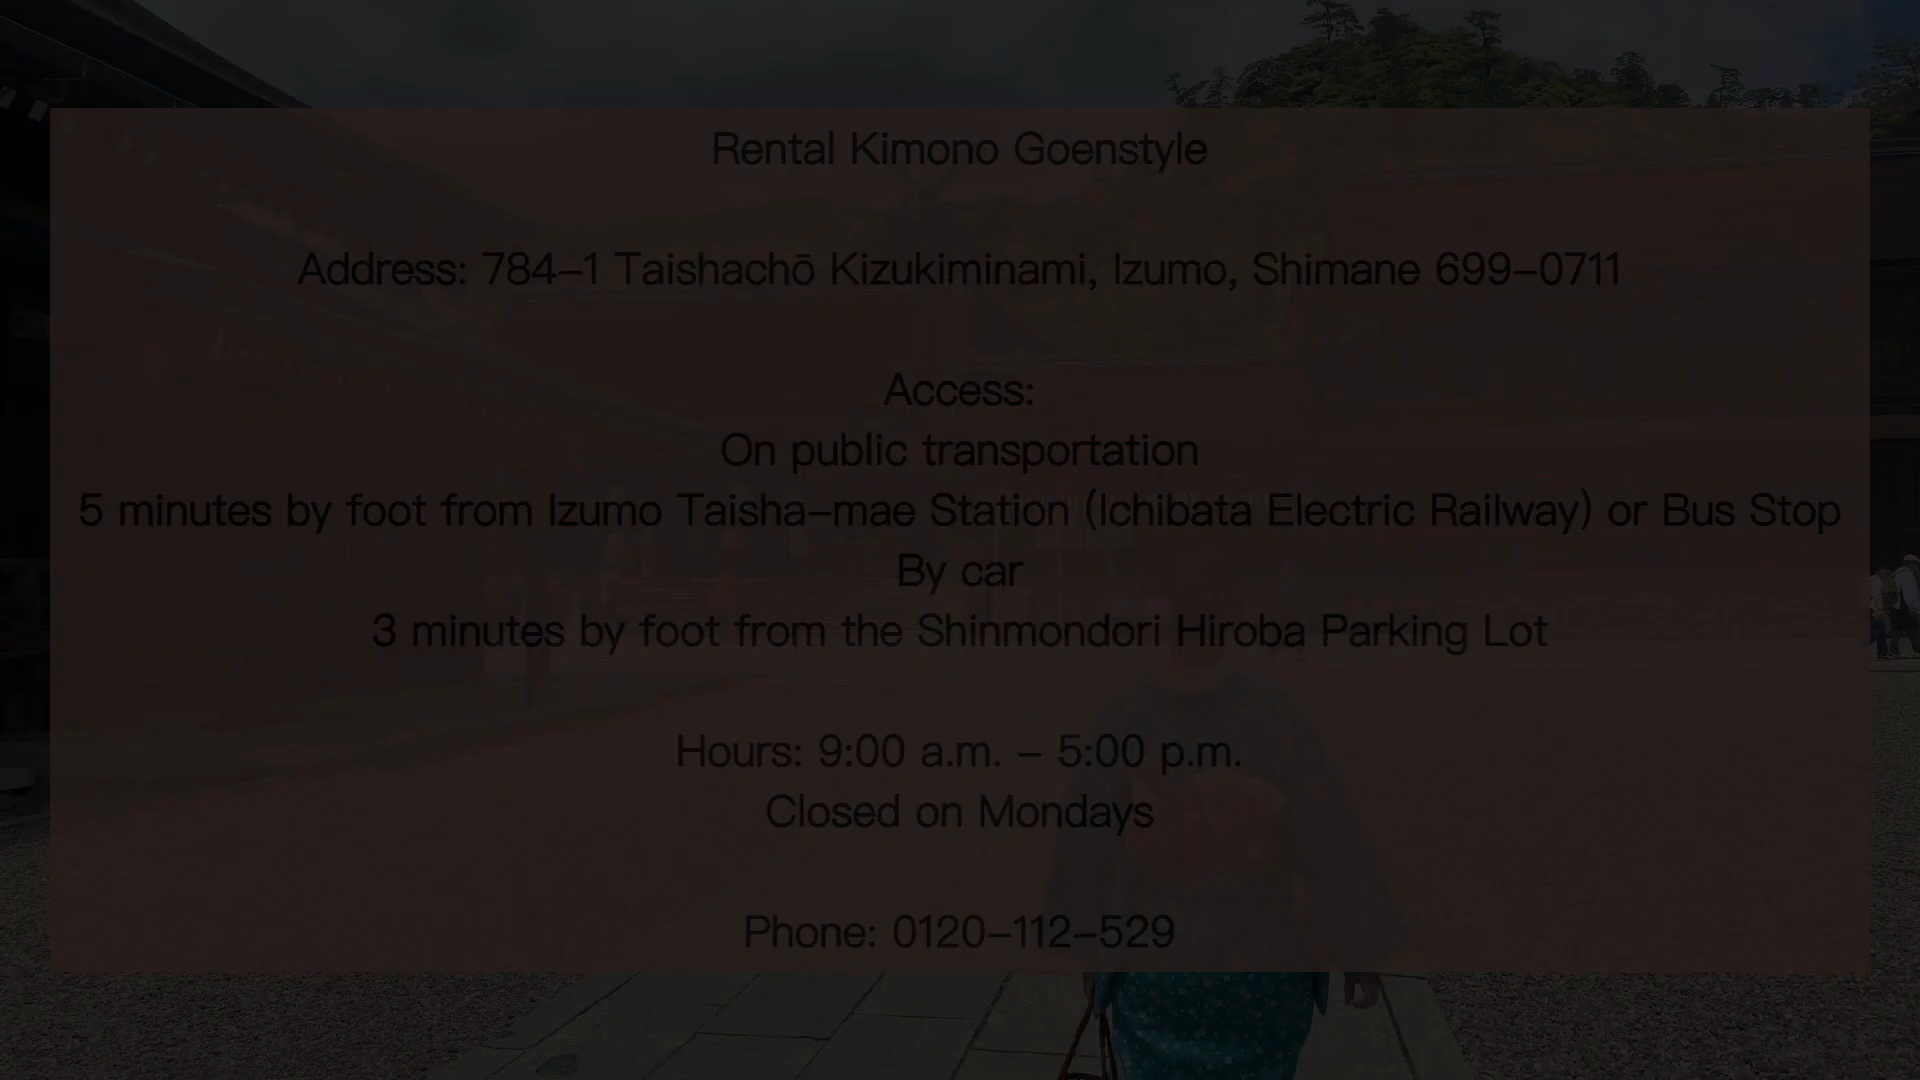 Rental Kimono Goenstyle
Address: 784-1 Taishachō Kizukiminami, Izumo, Shimane 699-0711
Access:
On public transportation
5 minutes by foot from Izumo Taisha-mae Station (Ichibata Electric Railway) or Bus Stop
By car
3 minutes by foot from the Shinmondori Hiroba Parking Lot
Hours: 9:00 a.m. - 5:00 p.m.
Closed on Mondays
Phone: 0120-112-529